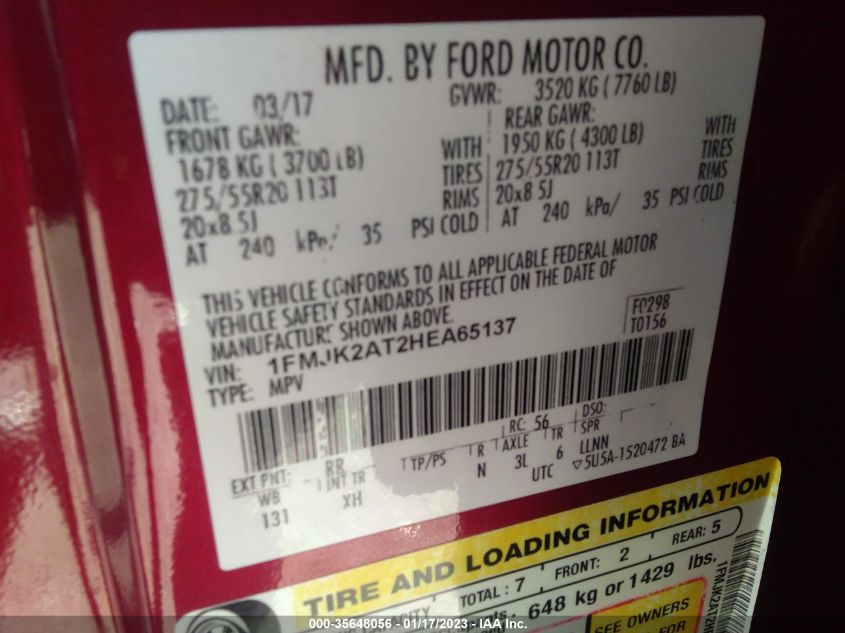 MFD. BY FORD MOTOR CO.
DATE: 03/17 GVWR: 3520 KG (7760 LB)
FRONT GAWR: REAR GAWR:
1678 KG (3700 LB) WITH 1950 KG (4300 LB) WITH
275/55R20 113T TIRES 275/55R20 113T TIRES
20x8.5J RIMS 20x8.5J RIMS
AT 240 kPa/ 35 PSI COLD AT 240 kPa/ 35 PSI COLD
THIS VEHICLE CONFORMS TO ALL APPLICABLE FEDERAL MOTOR
VEHICLE SAFETY STANDARDS IN EFFECT ON THE DATE OF
MANUFACTURE SHOWN ABOVE. F0298
VIN: 1FMJK2AT2HEA65137 T0156
TYPE: MPV
EXT PNT: RR RC: 56 DSO:
WB INT TR TP/PS R AXLE TR SPR
131 XH N 3L 6 LLNN
UTC ▽5U5A-1520472 BA
TIRE AND LOADING INFORMATION
TOTAL: 7 FRONT: 2 REAR: 5
648 kg or 1429 lbs.
SEE OWNERS
FOR
© 00-35648056 - 01/17/2023 - IAA Inc.